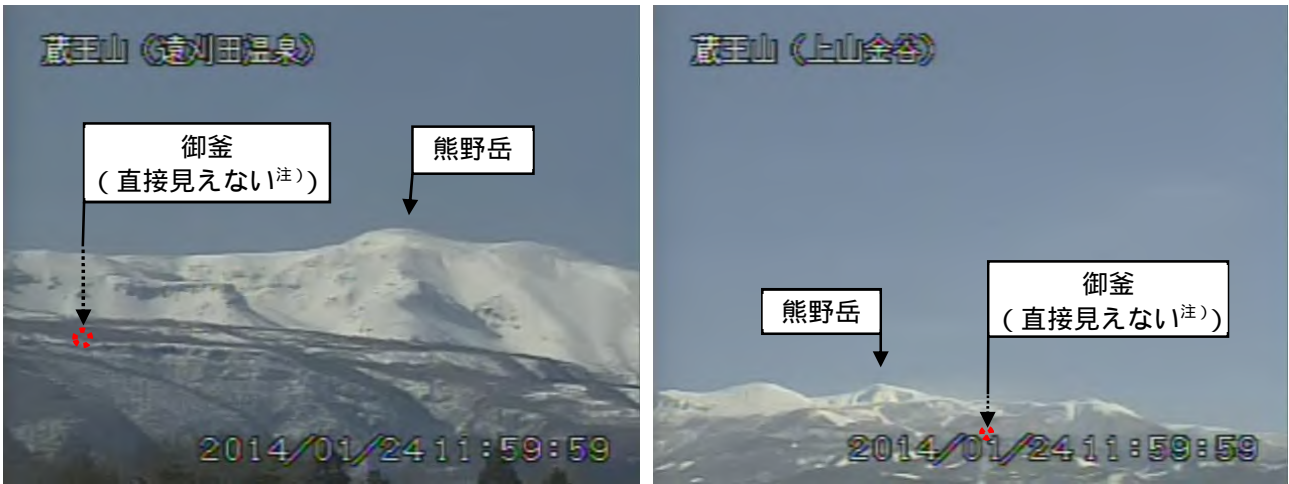 蔵王山（遠刈田温泉）
御釜
（直接見えない注））
熊野岳
2014/01/24 11:59:59
蔵王山（上山金谷）
熊野岳
御釜
（直接見えない注））
2014/01/24 11:59:59